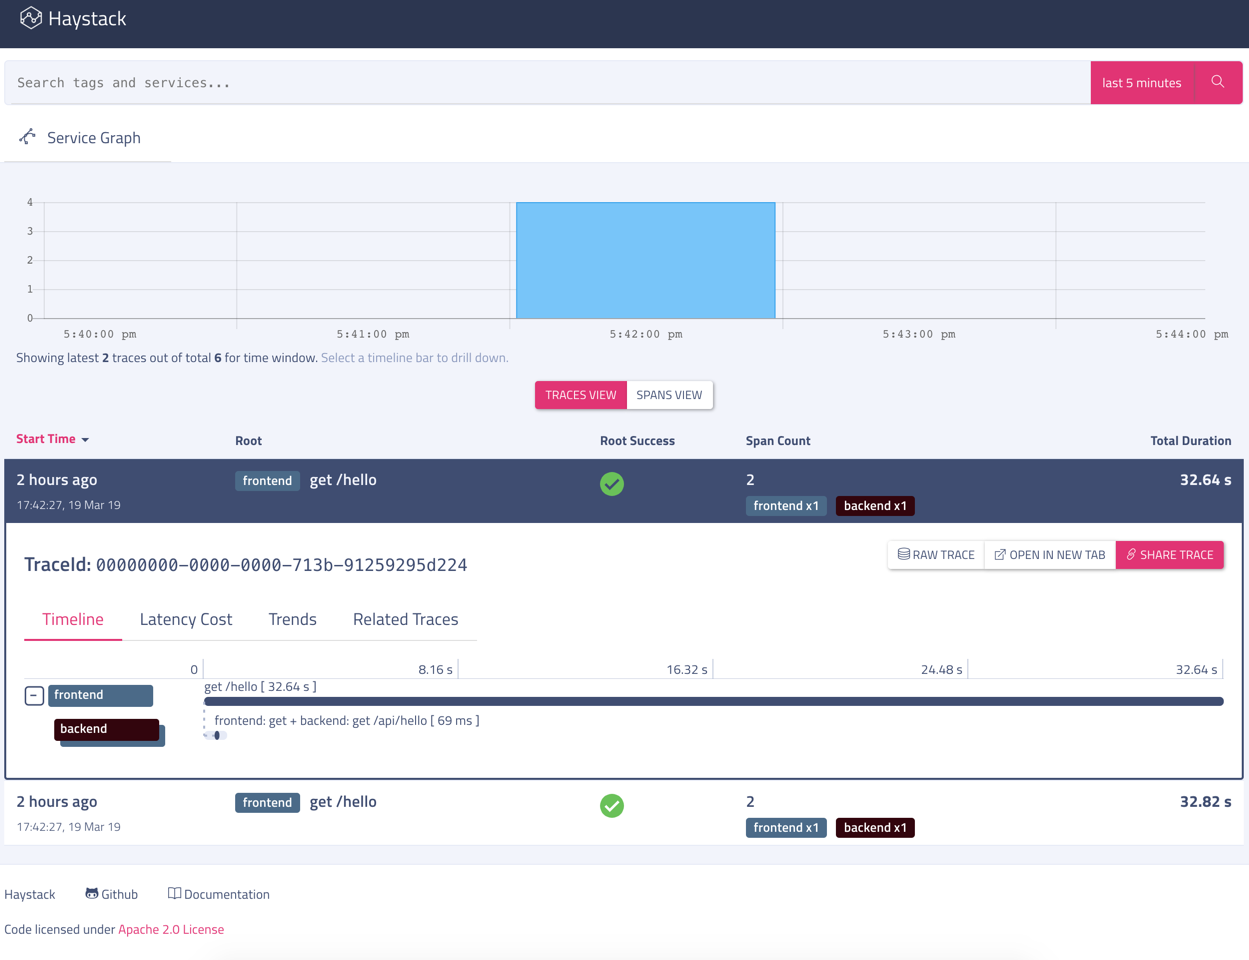 Haystack
Search tags and services... last 5 minutes
Service Graph
4
3
2
1
0
5:40:00 pm 5:41:00 pm 5:42:00 pm 5:43:00 pm 5:44:00 pm
Showing latest 2 traces out of total 6 for time window. Select a timeline bar to drill down.
TRACES VIEW SPANS VIEW
Start Time Root Root Success Span Count Total Duration
2 hours ago frontend get /hello 2 32.64 s
17:42:27, 19 Mar 19 frontend x1 backend x1
TraceId: 00000000-0000-0000-713b-91259295d224 RAW TRACE OPEN IN NEW TAB SHARE TRACE
Timeline Latency Cost Trends Related Traces
0 8.16 s 16.32 s 24.48 s 32.64 s
frontend get /hello [ 32.64 s ]
backend frontend: get + backend: get /api/hello [ 69 ms ]
2 hours ago frontend get /hello 2 32.82 s
17:42:27, 19 Mar 19 frontend x1 backend x1
Haystack Github Documentation
Code licensed under Apache 2.0 License